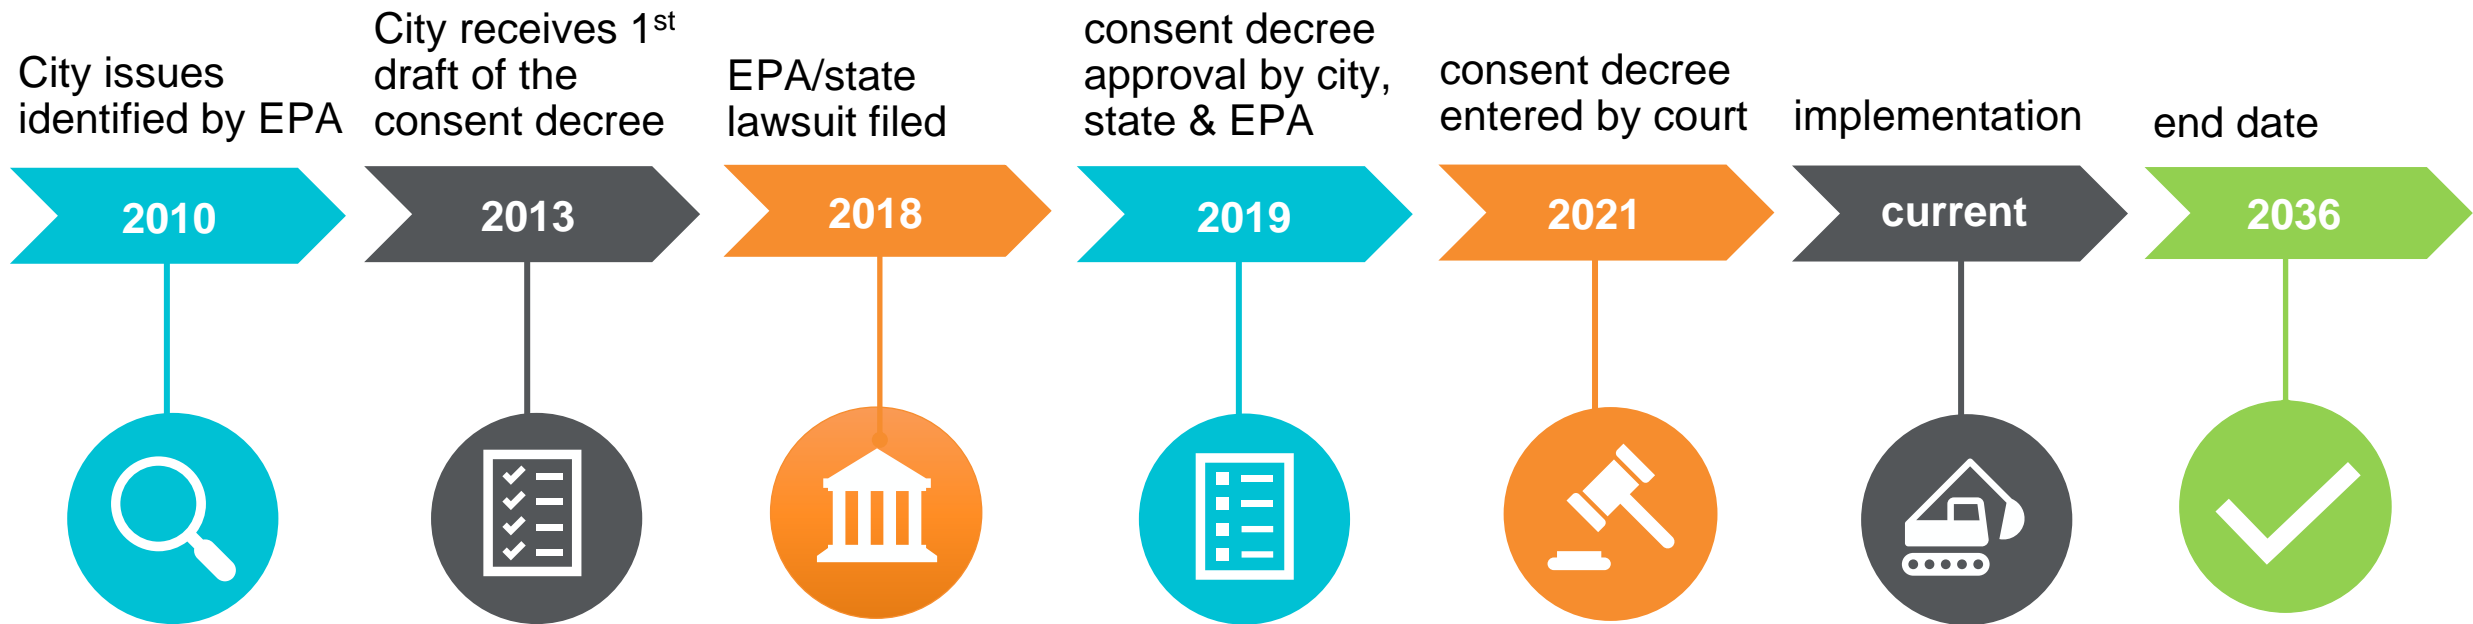 City issues
identified by EPA
2010
City receives 1st
draft of the
consent decree
2013
EPA/state
lawsuit filed
2018
consent decree
approval by city,
state & EPA
2019
consent decree
entered by court
2021
implementation
current
end date
2036